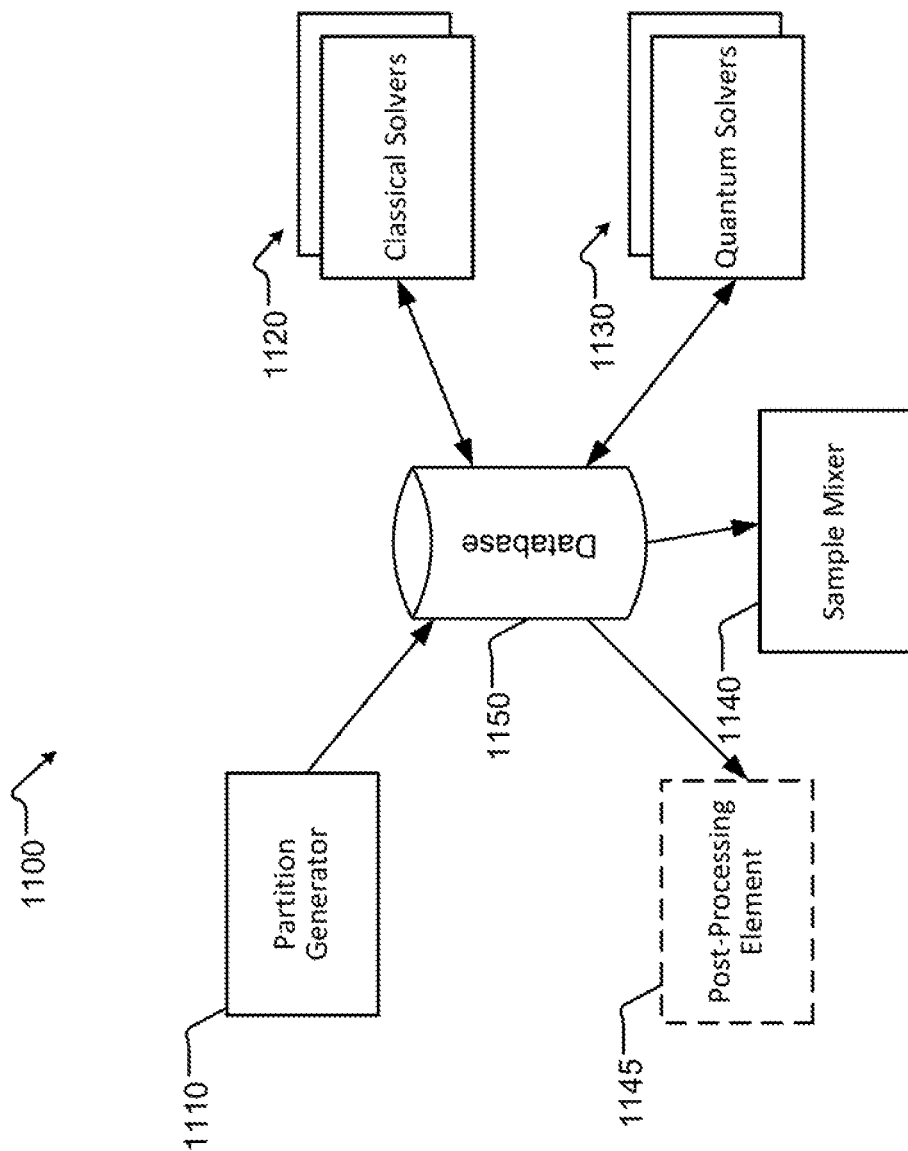 1100
1110
Partition
Generator
1120
Classical Solvers
1150
Database
1130
Quantum Solvers
1145
Post-Processing
Element
1140
Sample Mixer